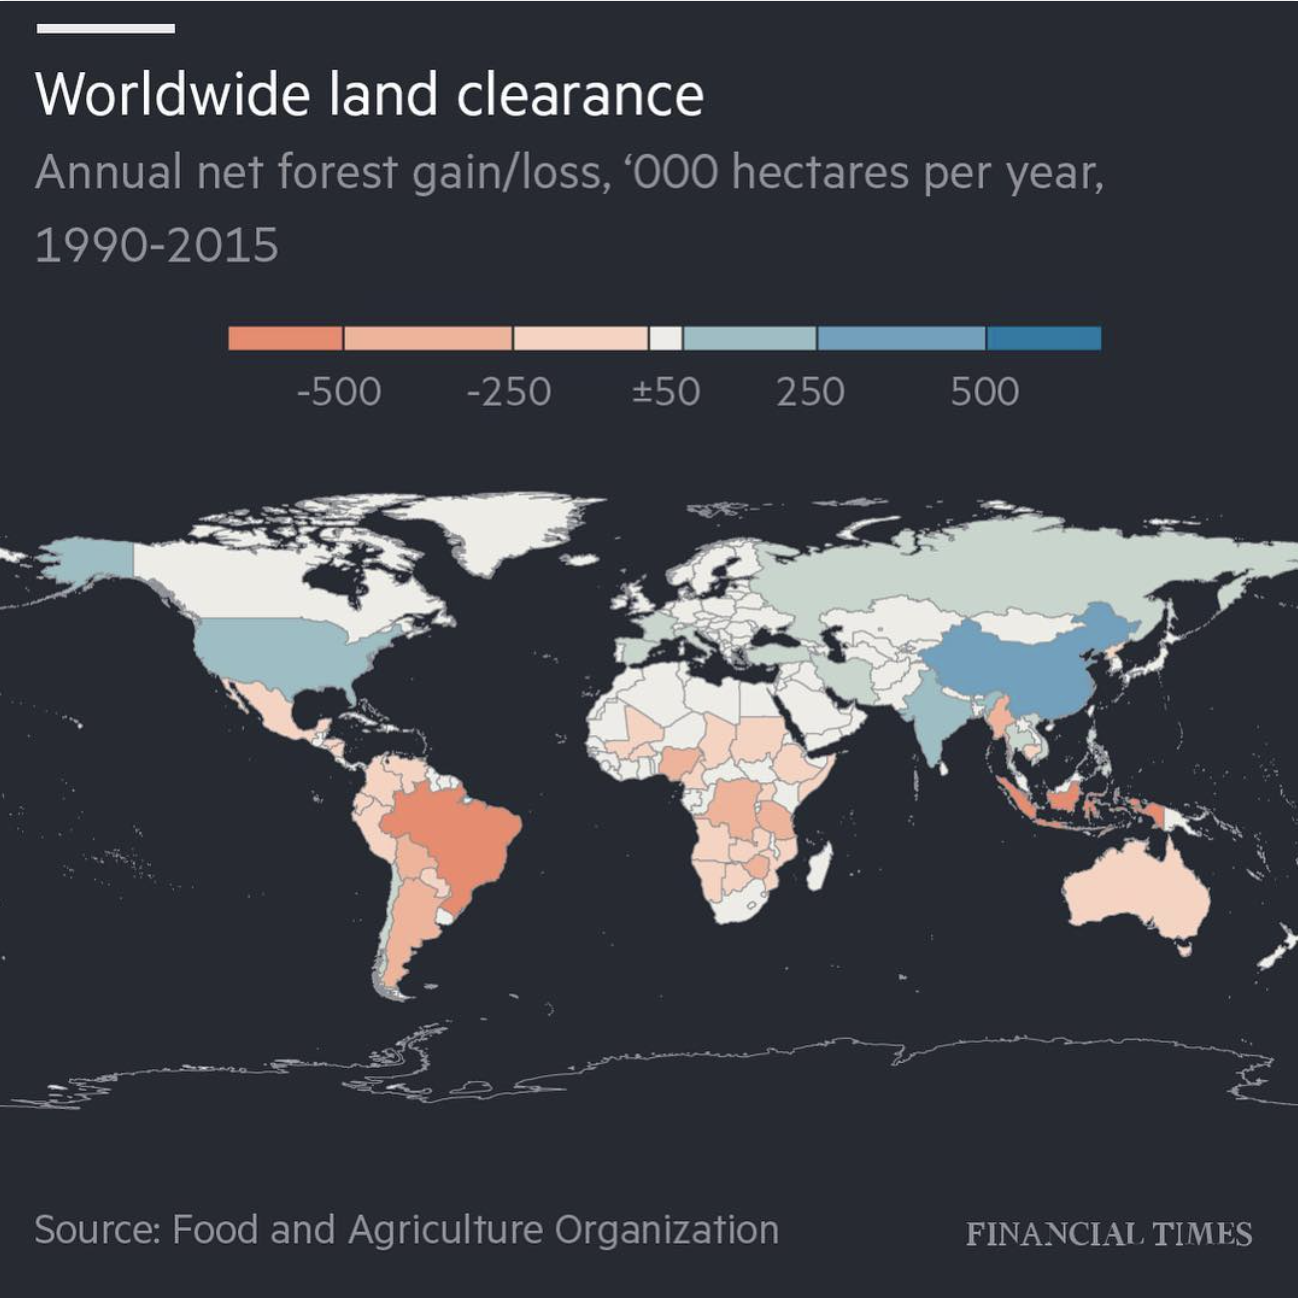 Worldwide land clearance
Annual net forest gain/loss, ‘000 hectares per year,
1990-2015
-500 -250 ±50 250 500
Source: Food and Agriculture Organization
FINANCIAL TIMES